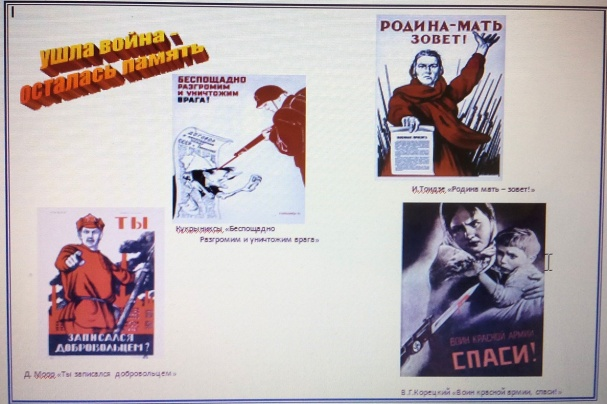 ушла война -
осталась память
БЕСПОЩАДНО
РАЗГРОМИМ
И УНИЧТОЖИМ
ВРАГА!
РОДИНА-МАТЬ
ЗОВЕТ!
И.Тоидзе «Родина мать – зовет!»
Кукрыниксы «Беспощадно
Разгромим и уничтожим врага»
ТЫ
ЗАПИСАЛСЯ
ДОБРОВОЛЬЦЕМ?
Д. Моор «Ты записался добровольцем»
ВОИН КРАСНОЙ АРМИИ,
СПАСИ!
В.Г.Корецкий «Воин красной армии, спаси!»